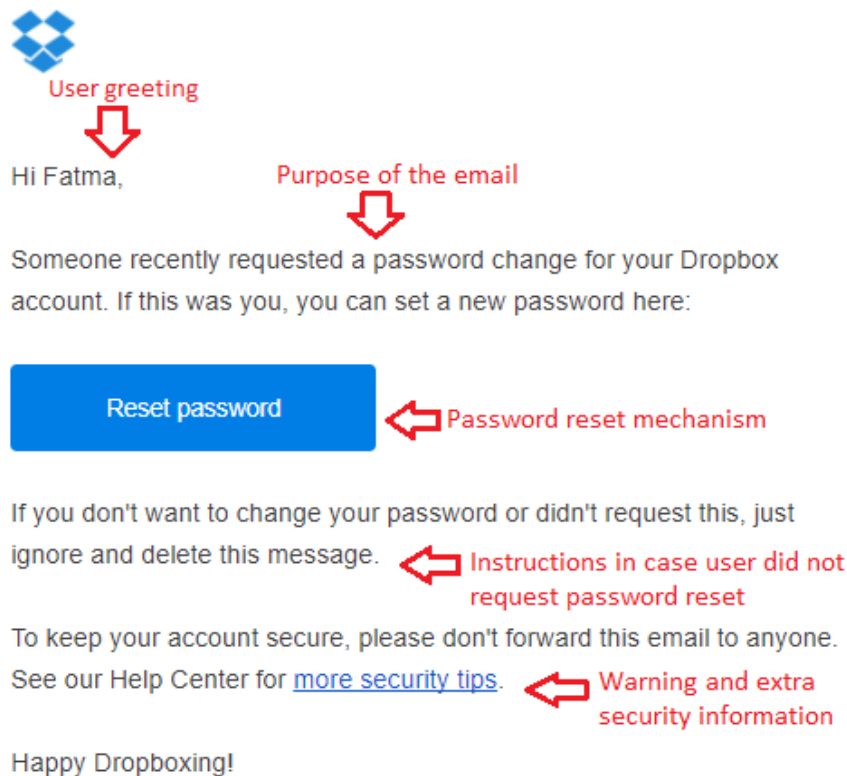 User greeting
Hi Fatma,
Purpose of the email
Someone recently requested a password change for your Dropbox
account. If this was you, you can set a new password here:
Reset password
Password reset mechanism
If you don't want to change your password or didn't request this, just
ignore and delete this message.
Instructions in case user did not
request password reset
To keep your account secure, please don't forward this email to anyone.
See our Help Center for more security tips.
Warning and extra
security information
Happy Dropboxing!